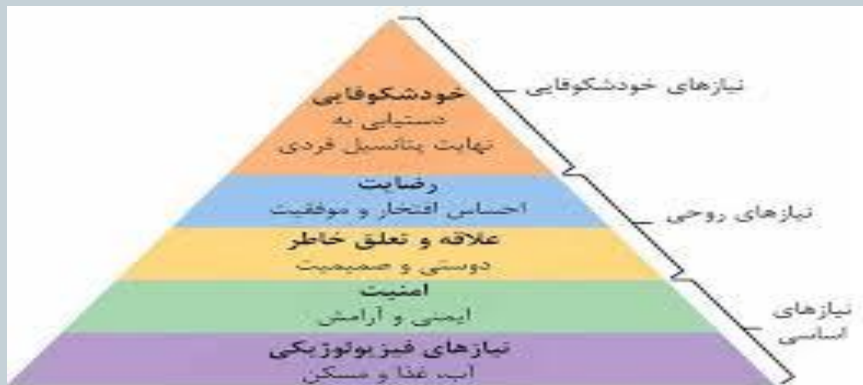 خودشکوفایی
دستیابی به
نهایت پتانسیل فردی
رضایت
احساس افتخار و موفقیت
علاقه و تعلق خاطر
دوستی و صمیمیت
امنیت
ایمنی و آرامش
نیازهای فیزیولوژیکی
آب، غذا و مسکن
نیازهای خودشکوفایی
نیازهای روحی
نیازهای
اساسی